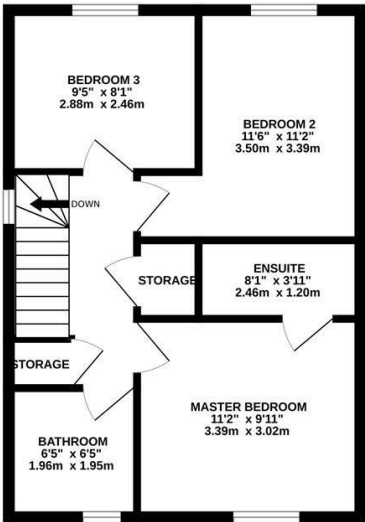 BEDROOM 3
9'5" x 8'1"
2.88m x 2.46m
BEDROOM 2
11'6" x 11'2"
3.50m x 3.39m
DOWN
STORAGE
ENSUITE
8'1" x 3'11"
2.46m x 1.20m
STORAGE
MASTER BEDROOM
11'2" x 9'11"
3.39m x 3.02m
BATHROOM
6'5" x 6'5"
1.96m x 1.95m